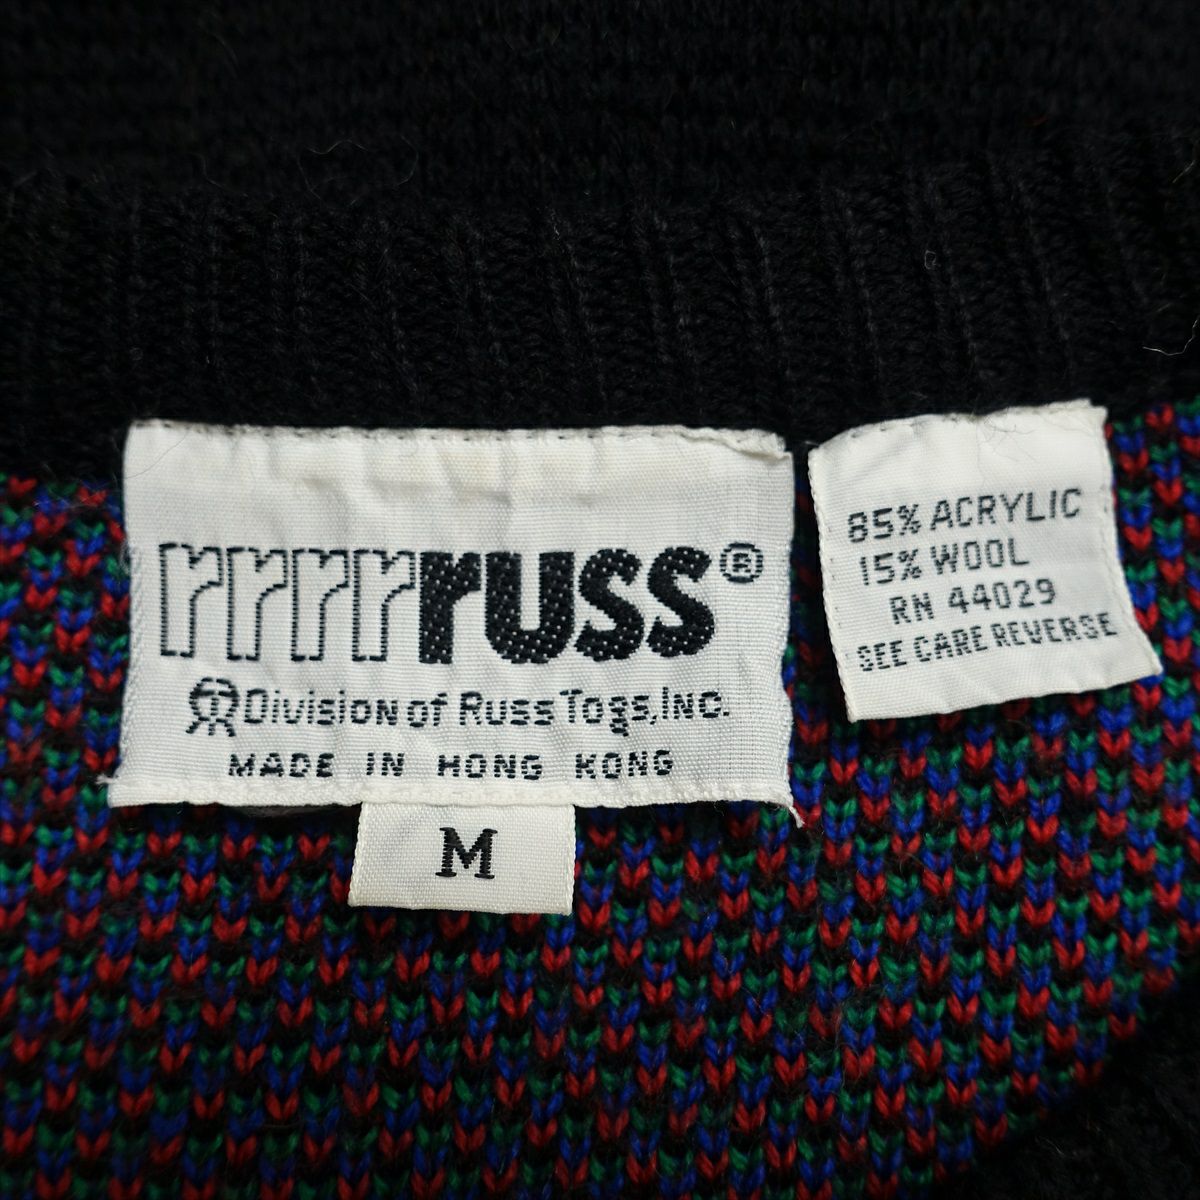 rrrrruss®
Division of Russ Togs, Inc.
MADE IN HONG KONG
M
85% ACRYLIC
15% WOOL
RN 44029
SEE CARE REVERSE